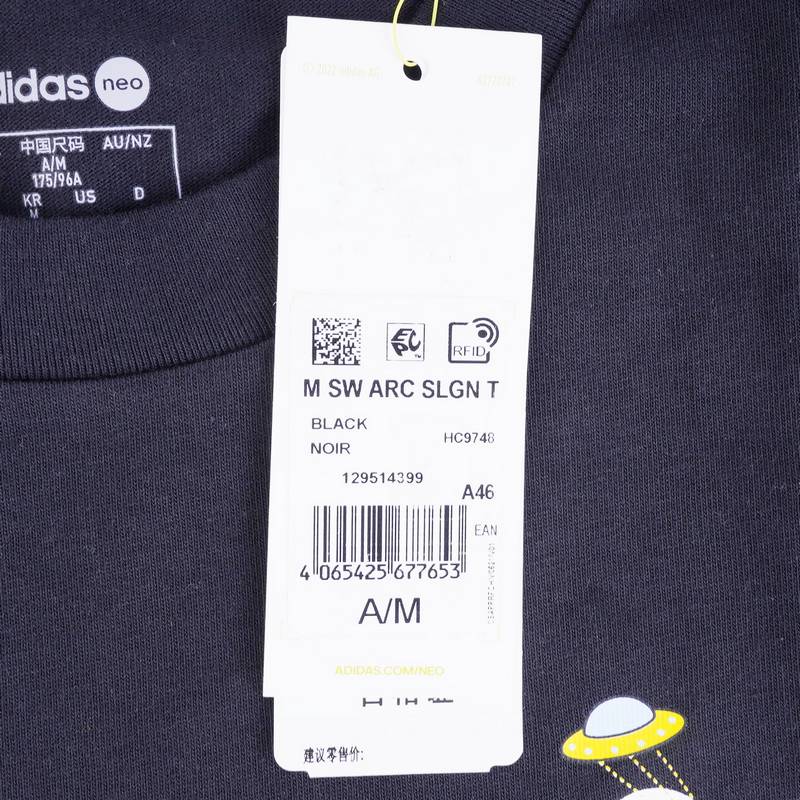 adidas neo
中国尺码 AU/NZ
A/M
175/96A
KR US D
M
RFID
M SW ARC SLGN T
BLACK
NOIR HC9748
129514399
A46
EAN
4 065425 677653
A/M
ADIDAS.COM/NEO
建议零售价: